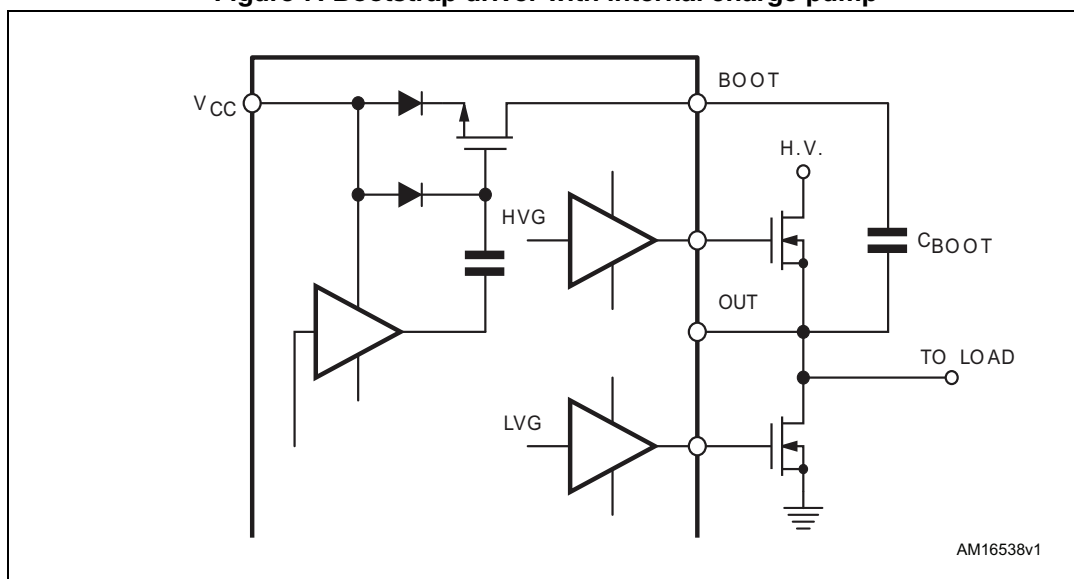 Figure 7. Bootstrap driver with internal charge pump
BOOT
VCC
H.V.
HVG
CBOOT
OUT
TO LOAD
LVG
AM16538v1